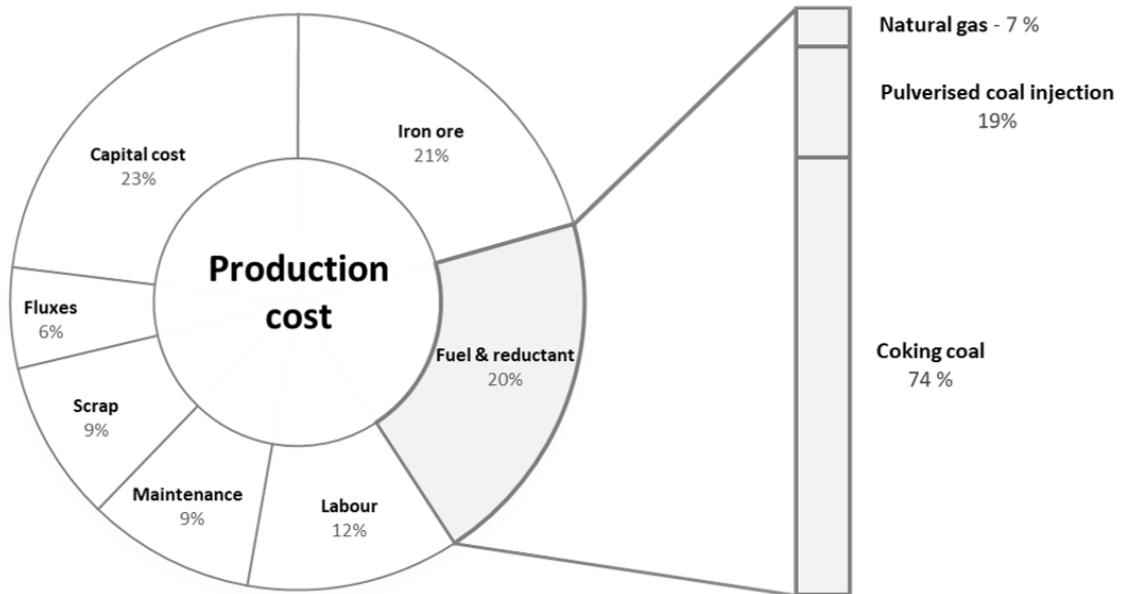 Production
cost
Iron ore
21%
Fuel & reductant
20%
Labour
12%
Maintenance
9%
Scrap
9%
Fluxes
6%
Capital cost
23%
Natural gas - 7 %
Pulverised coal injection
19%
Coking coal
74 %